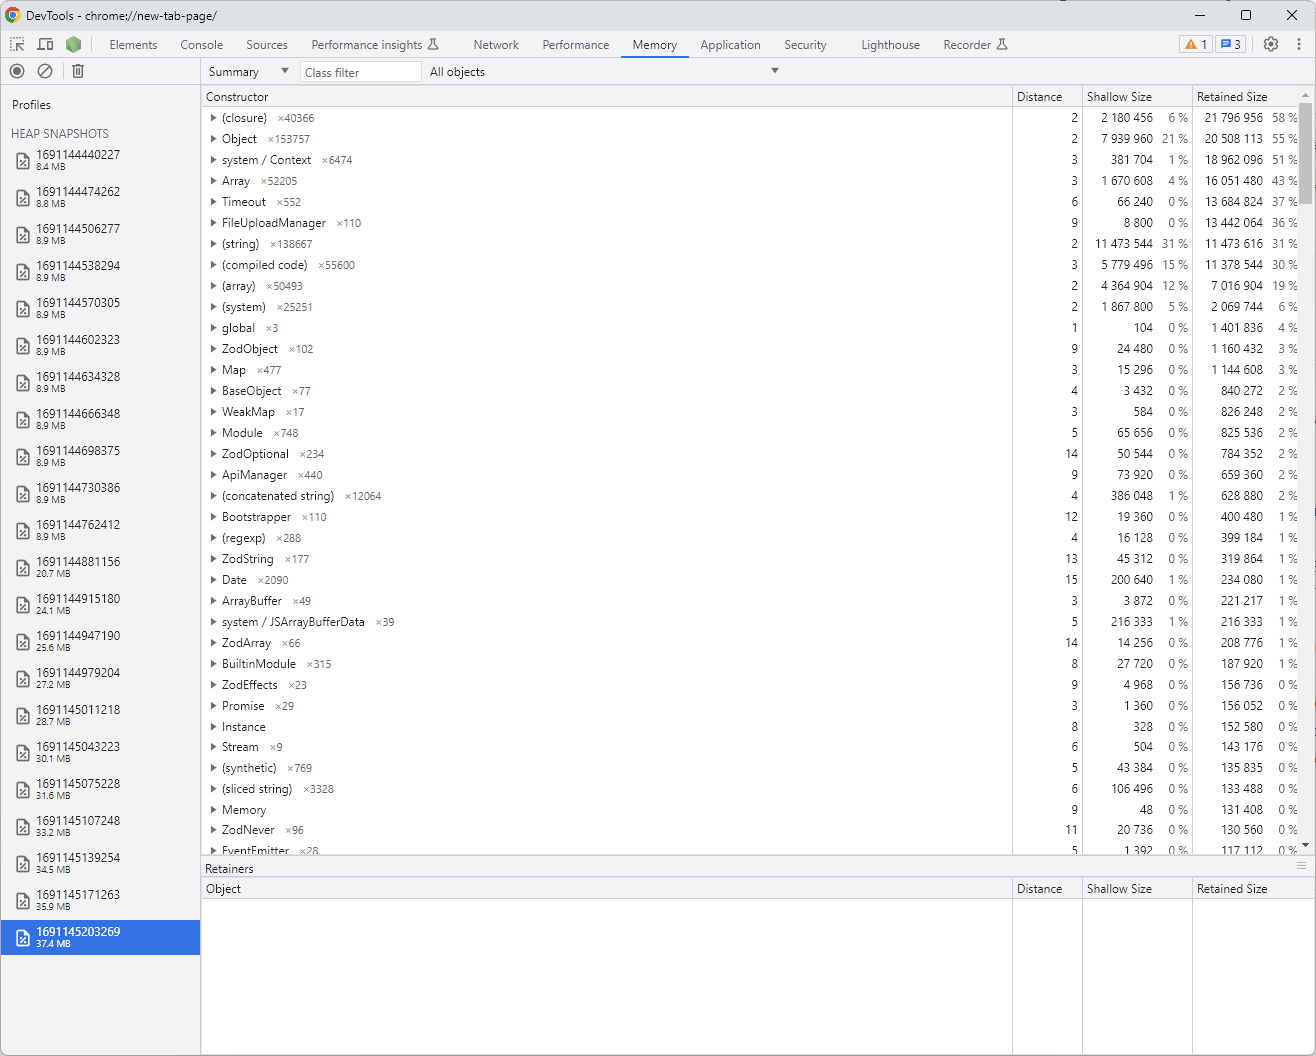 DevTools - chrome://new-tab-page/
Elements Console Sources Performance insights Network Performance Memory Application Security Lighthouse Recorder 1 3
Summary Class filter All objects
Profiles
HEAP SNAPSHOTS
1691144440227
8.4 MB
1691144474262
8.8 MB
1691144506277
8.9 MB
1691144538294
8.9 MB
1691144570305
8.9 MB
1691144602323
8.9 MB
1691144634328
8.9 MB
1691144666348
8.9 MB
1691144698375
8.9 MB
1691144730386
8.9 MB
1691144762412
8.9 MB
1691144881156
20.7 MB
1691144915180
24.1 MB
1691144947190
25.6 MB
1691144979204
27.2 MB
1691145011218
28.7 MB
1691145043223
30.1 MB
1691145075228
31.6 MB
1691145107248
33.2 MB
1691145139254
34.5 MB
1691145171263
35.9 MB
1691145203269
37.4 MB
Constructor Distance Shallow Size Retained Size
(closure) ×40366 2 2 180 456 6 % 21 796 956 58 %
Object ×153757 2 7 939 960 21 % 20 508 113 55 %
system / Context ×6474 3 381 704 1 % 18 962 096 51 %
Array ×52205 3 1 670 608 4 % 16 051 480 43 %
Timeout ×552 6 66 240 0 % 13 684 824 37 %
FileUploadManager ×110 9 8 800 0 % 13 442 064 36 %
(string) ×138667 2 11 473 544 31 % 11 473 616 31 %
(compiled code) ×55600 3 5 779 496 15 % 11 378 544 30 %
(array) ×50493 2 4 364 904 12 % 7 016 904 19 %
(system) ×25251 2 1 867 800 5 % 2 069 744 6 %
global ×3 1 104 0 % 1 401 836 4 %
ZodObject ×102 9 24 480 0 % 1 160 432 3 %
Map ×477 3 15 296 0 % 1 144 608 3 %
BaseObject ×77 4 3 432 0 % 840 272 2 %
WeakMap ×17 3 584 0 % 826 248 2 %
Module ×748 5 65 656 0 % 825 536 2 %
ZodOptional ×234 14 50 544 0 % 784 352 2 %
ApiManager ×440 9 73 920 0 % 659 360 2 %
(concatenated string) ×12064 4 386 048 1 % 628 880 2 %
Bootstrapper ×110 12 19 360 0 % 400 480 1 %
(regexp) ×288 4 16 128 0 % 399 184 1 %
ZodString ×177 13 45 312 0 % 319 864 1 %
Date ×2090 15 200 640 1 % 234 080 1 %
ArrayBuffer ×49 3 3 872 0 % 221 217 1 %
system / JSArrayBufferData ×39 5 216 333 1 % 216 333 1 %
ZodArray ×66 14 14 256 0 % 208 776 1 %
BuiltinModule ×315 8 27 720 0 % 187 920 1 %
ZodEffects ×23 9 4 968 0 % 156 736 0 %
Promise ×29 3 1 360 0 % 156 052 0 %
Instance 8 328 0 % 152 580 0 %
Stream ×9 6 504 0 % 143 176 0 %
(synthetic) ×769 5 43 384 0 % 135 835 0 %
(sliced string) ×3328 6 106 496 0 % 133 488 0 %
Memory 9 48 0 % 131 408 0 %
ZodNever ×96 11 20 736 0 % 130 560 0 %
EventEmitter ×28 5 1 392 0 % 117 112 0 %
Retainers
Object Distance Shallow Size Retained Size